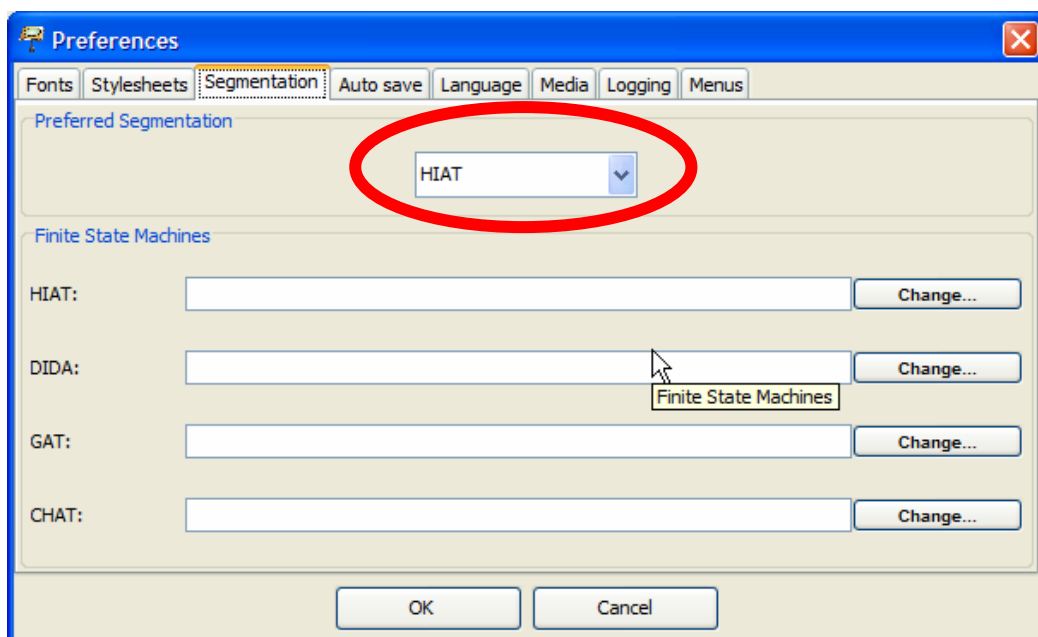 Preferences
Fonts Stylesheets Segmentation Auto save Language Media Logging Menus
Preferred Segmentation
HIAT
Finite State Machines
HIAT: Change...
DIDA: Change...
Finite State Machines
GAT: Change...
CHAT: Change...
OK Cancel